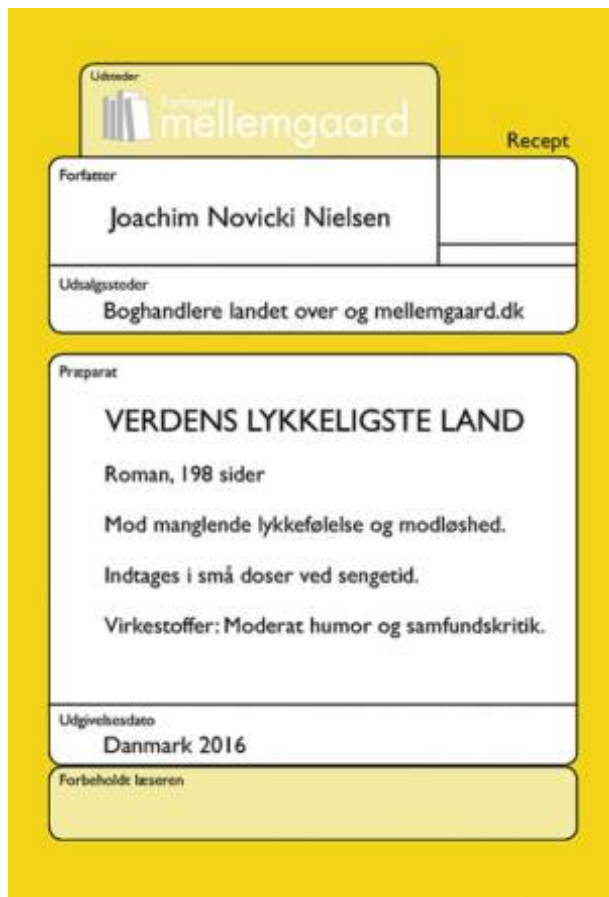 Udsteder
Forlaget
mellemgaard
Recept
Forfatter
Joachim Novicki Nielsen
Udsalgssteder
Boghandlere landet over og mellemgaard.dk
Præparat
VERDENS LYKKELIGSTE LAND
Roman, 198 sider
Mod manglende lykkefølelse og modløshed.
Indtages i små doser ved sengetid.
Virkestoffer: Moderat humor og samfundskritik.
Udgivelsesdato
Danmark 2016
Forbeholdt læseren